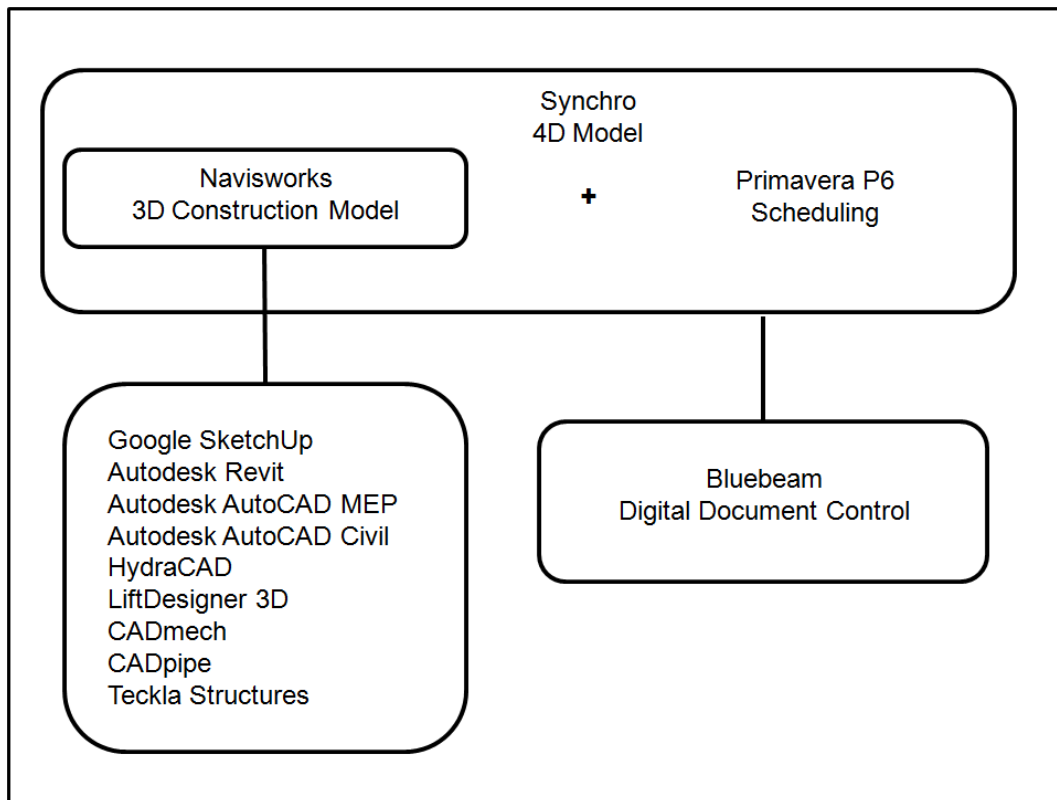 Synchro
4D Model
Navisworks
3D Construction Model
+
Primavera P6
Scheduling
Google SketchUp
Autodesk Revit
Autodesk AutoCAD MEP
Autodesk AutoCAD Civil
HydraCAD
LiftDesigner 3D
CADmech
CADpipe
Teckla Structures
Bluebeam
Digital Document Control